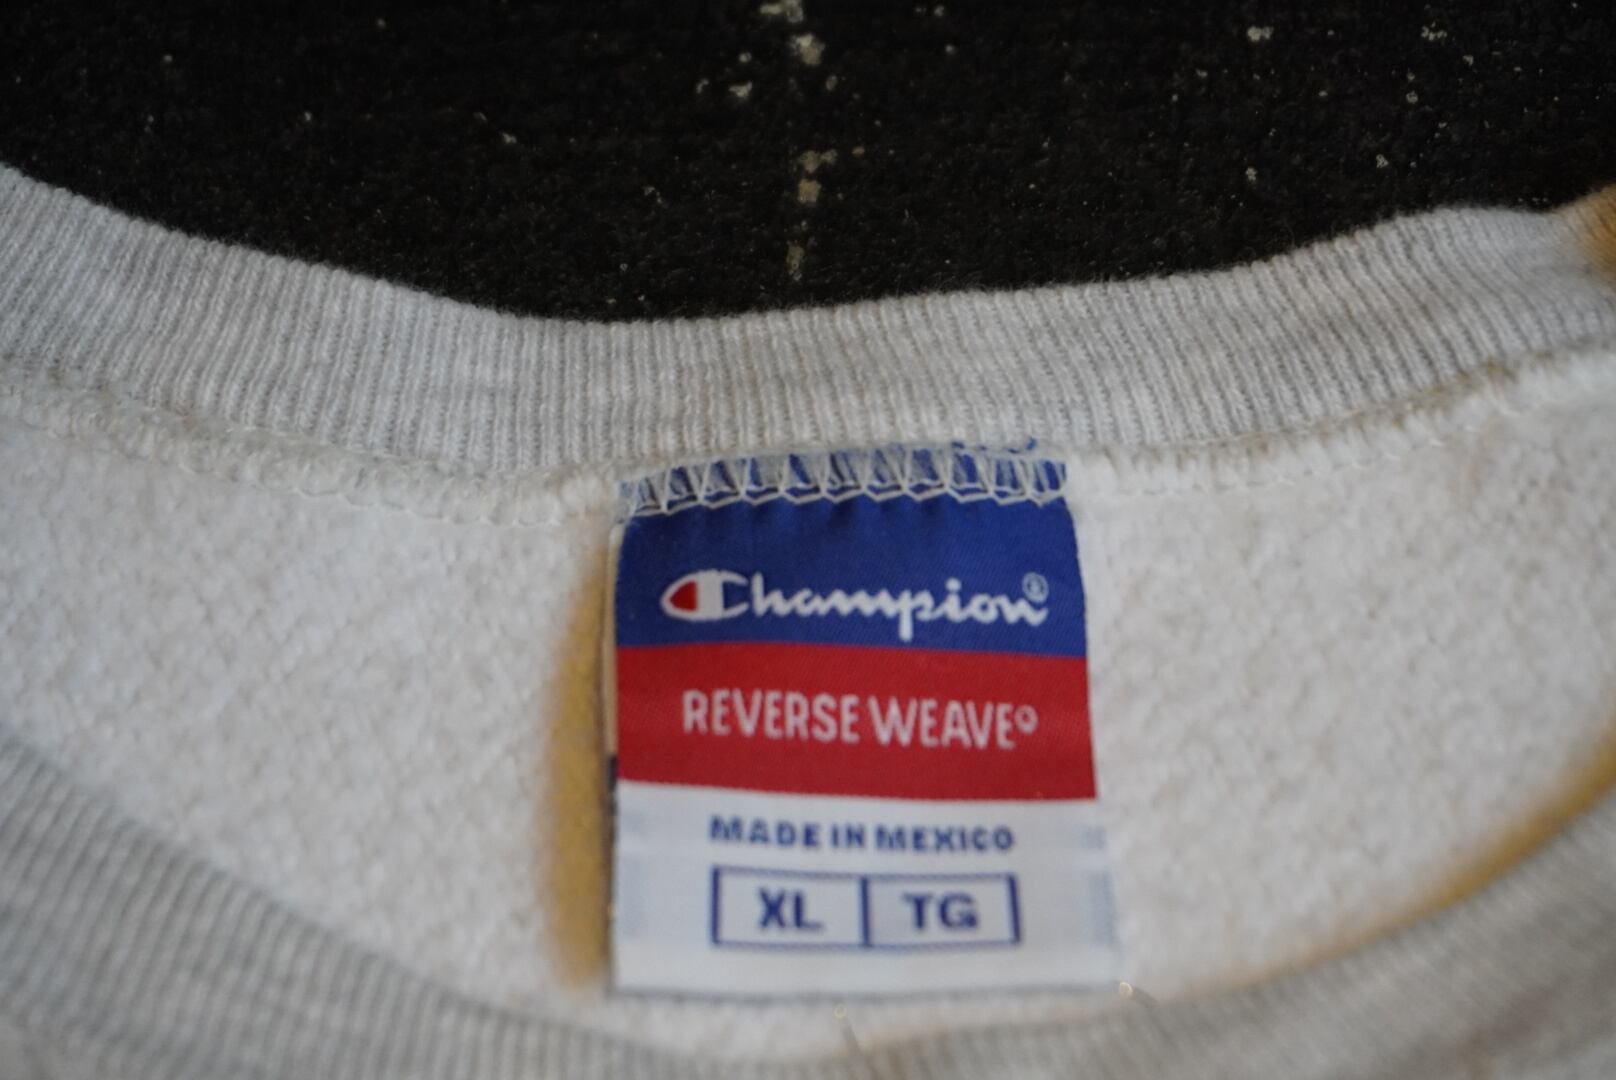 Champion®
REVERSE WEAVE®
MADE IN MEXICO
XL TG